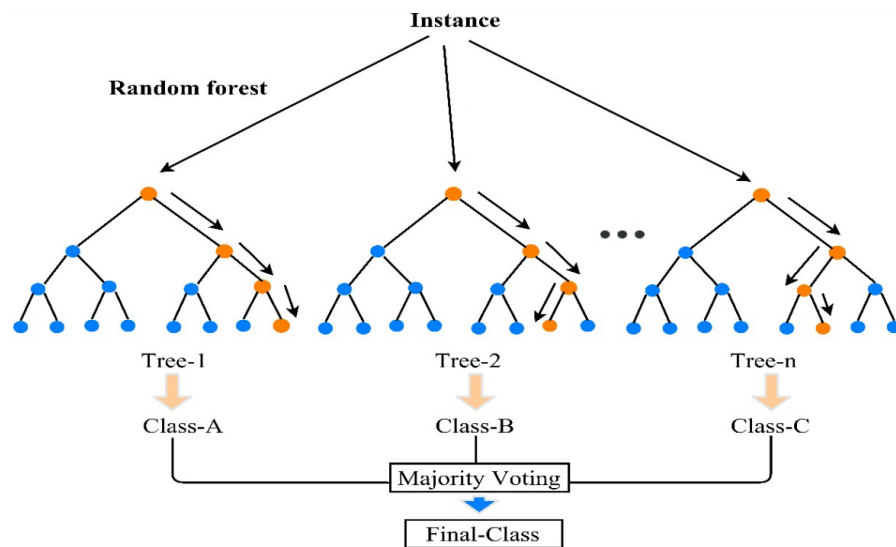 Instance
Random forest
Tree-1
Tree-2
Tree-n
Class-A
Class-B
Class-C
Majority Voting
Final-Class